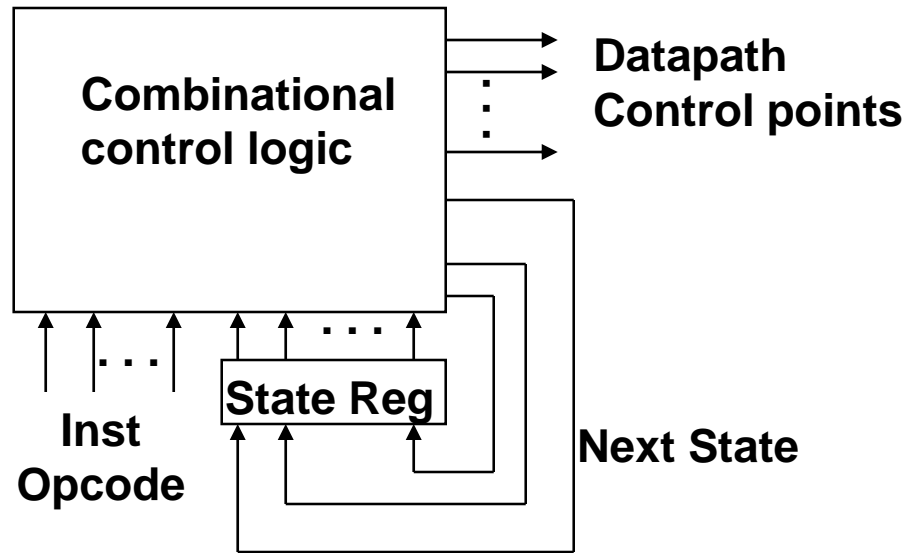 Combinational
control logic
Datapath
Control points
. . .
. . .
. . .
State Reg
Inst
Opcode
Next State